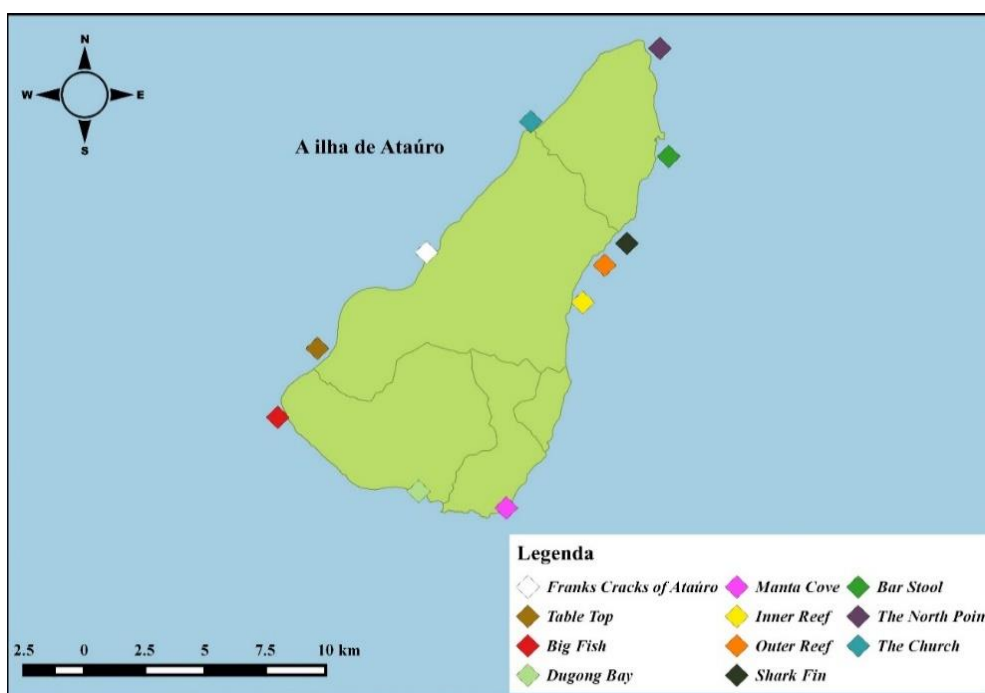 N
W E
S
A ilha de Ataúro
Legenda
Franks Cracks of Ataúro Manta Cove Bar Stool
Table Top Inner Reef The North Poin
Big Fish Outer Reef The Church
Dugong Bay Shark Fin
2.5 0 2.5 5 7.5 10 km